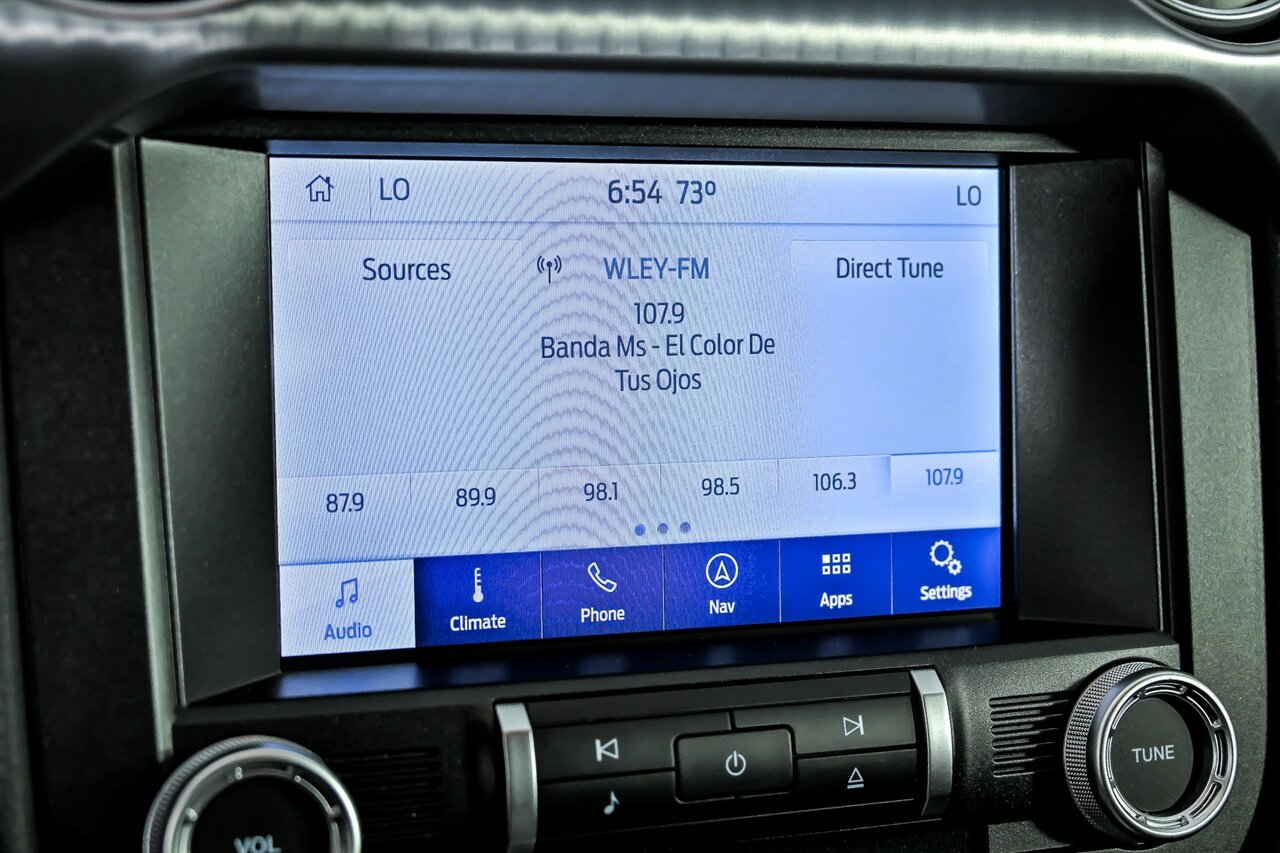 LO 6:54 73° LO
Sources WLEY-FM Direct Tune
107.9
Banda Ms - El Color De
Tus Ojos
87.9 89.9 98.1 98.5 106.3 107.9
Audio Climate Phone Nav Apps Settings
VOL TUNE